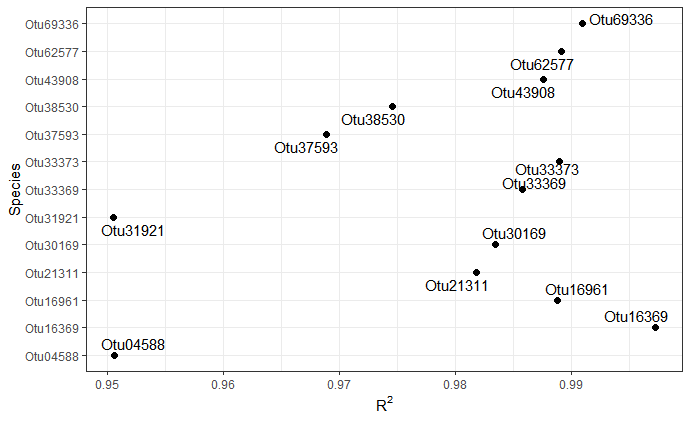 Otu69336
Otu62577
Otu43908
Otu38530
Otu37593
Otu33373
Otu33369
Otu31921
Otu30169
Otu21311
Otu16961
Otu16369
Otu04588
Species
Otu69336
Otu62577
Otu43908
Otu38530
Otu37593
Otu33373
Otu33369
Otu31921
Otu30169
Otu21311
Otu16961
Otu16369
Otu04588
0.95 0.96 0.97 0.98 0.99
R²